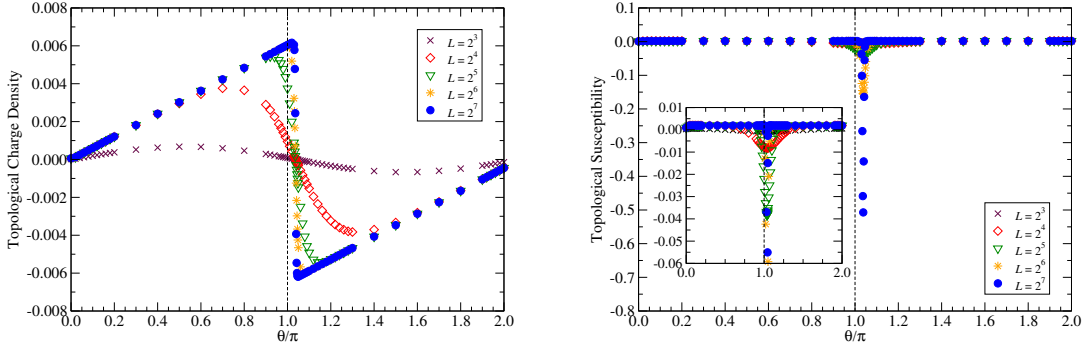 0.008
0.006
0.004
0.002
0.000
-0.002
-0.004
-0.006
-0.008
Topological Charge Density
0.0 0.2 0.4 0.6 0.8 1.0 1.2 1.4 1.6 1.8 2.0
θ/π
L = 2^3
L = 2^4
L = 2^5
L = 2^6
L = 2^7
0.1
0.0
-0.1
-0.2
-0.3
-0.4
-0.5
-0.6
-0.7
-0.8
Topological Susceptibility
0.0 0.2 0.4 0.6 0.8 1.0 1.2 1.4 1.6 1.8 2.0
θ/π
0.01
0.00
-0.01
-0.02
-0.03
-0.04
-0.05
-0.06
0.0 1.0 2.0
L = 2^3
L = 2^4
L = 2^5
L = 2^6
L = 2^7